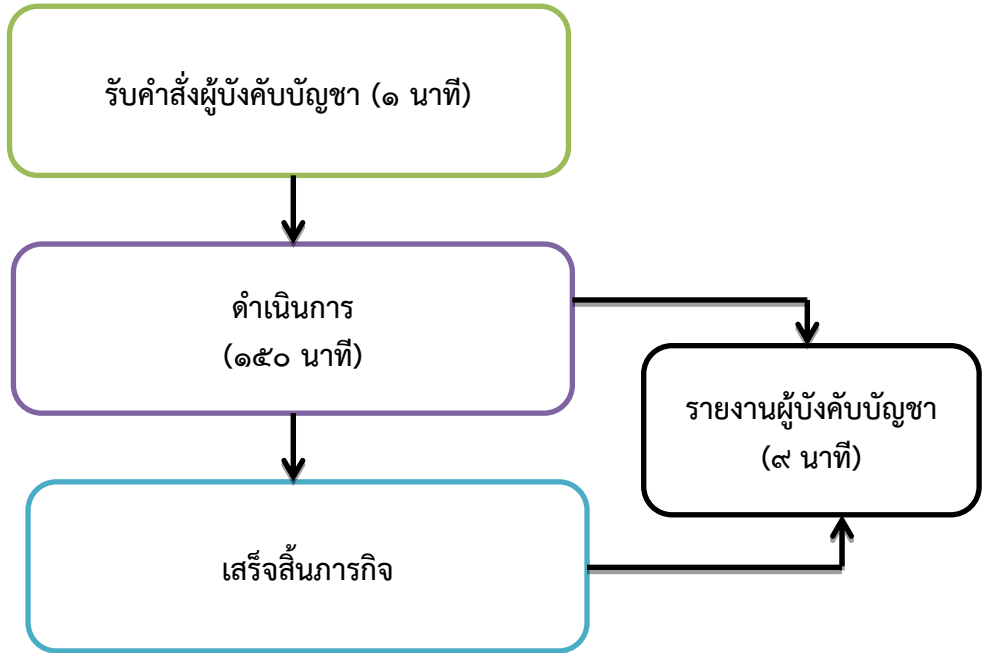 รับคำสั่งผู้บังคับบัญชา (๑ นาที)
ดำเนินการ
(๑๕๐ นาที)
รายงานผู้บังคับบัญชา
(๙ นาที)
เสร็จสิ้นภารกิจ